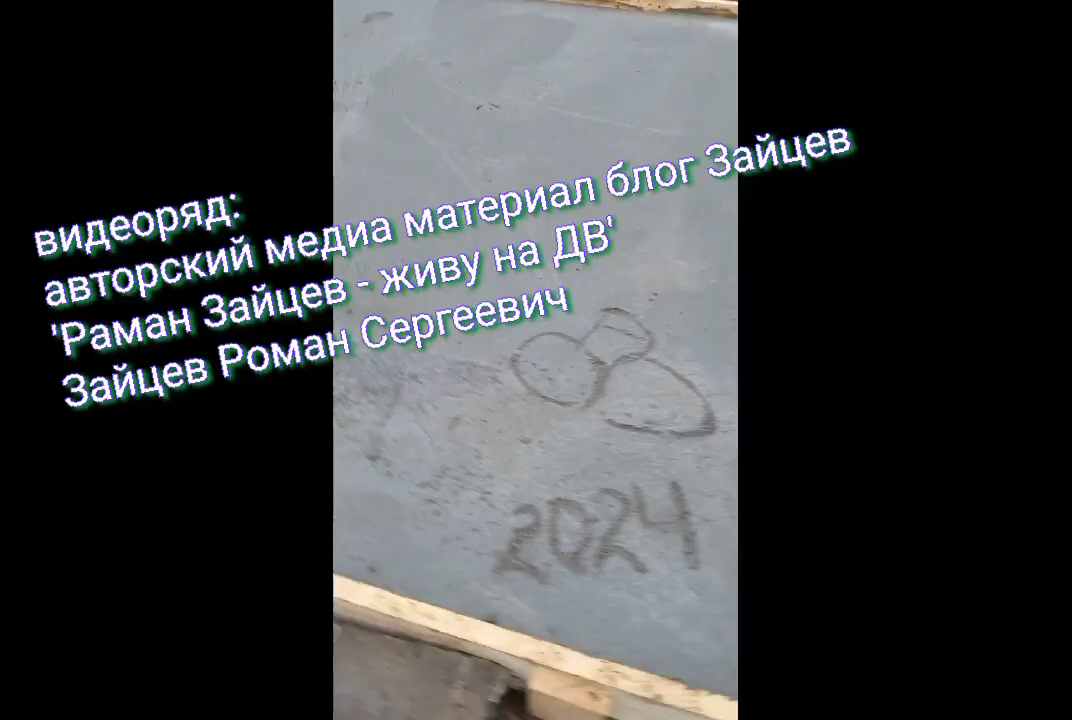 видеоряд:
авторский медиа материал блог Зайцев
'Раман Зайцев - живу на ДВ'
Зайцев Роман Сергеевич
2024